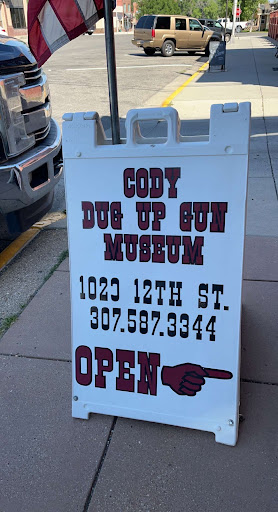 CODY
DUG UP GUN
MUSEUM
1020 12TH ST.
307.587.3344
OPEN